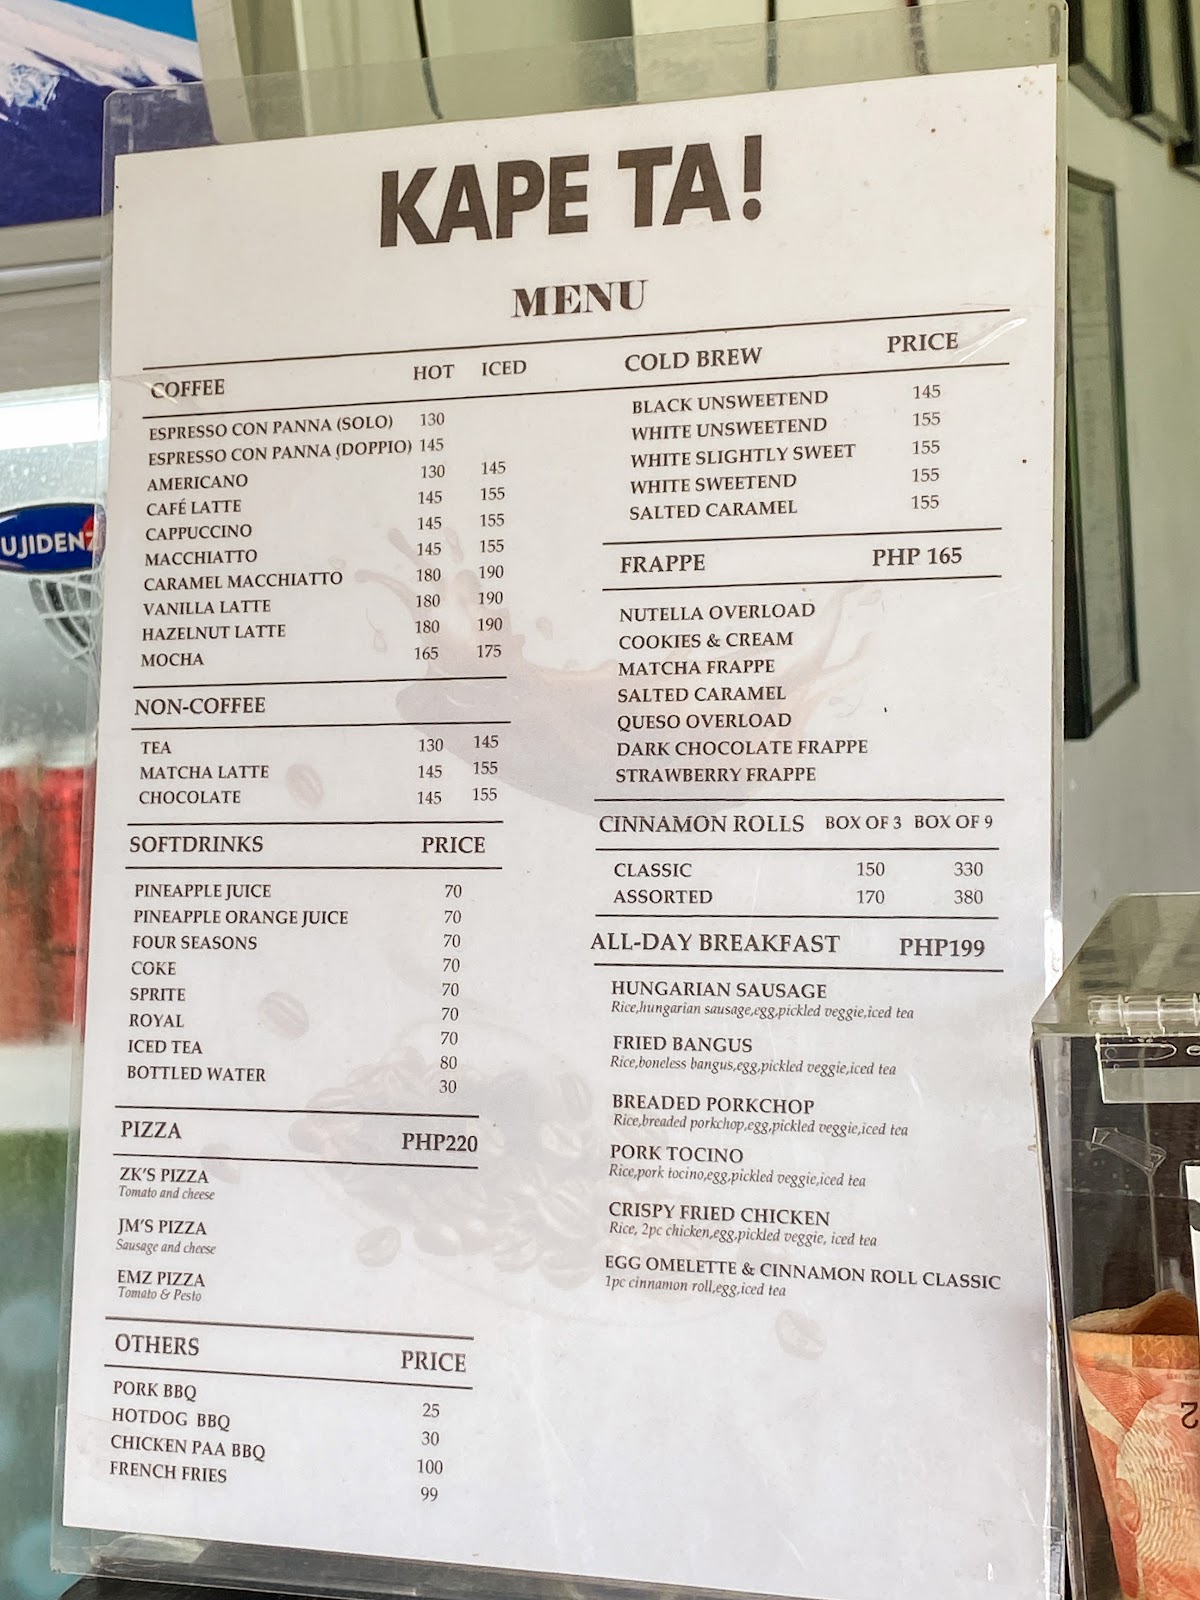 KAPE TA!
MENU
COFFEE HOT ICED
ESPRESSO CON PANNA (SOLO) 130
ESPRESSO CON PANNA (DOPPIO) 145
AMERICANO 130 145
CAFÉ LATTE 145 155
CAPPUCCINO 145 155
MACCHIATTO 145 155
CARAMEL MACCHIATTO 180 190
VANILLA LATTE 180 190
HAZELNUT LATTE 180 190
MOCHA 165 175
NON-COFFEE
TEA 130 145
MATCHA LATTE 145 155
CHOCOLATE 145 155
SOFTDRINKS PRICE
PINEAPPLE JUICE 70
PINEAPPLE ORANGE JUICE 70
FOUR SEASONS 70
COKE 70
SPRITE 70
ROYAL 70
ICED TEA 70
BOTTLED WATER 80
30
PIZZA PHP220
ZK'S PIZZA
Tomato and cheese
JM'S PIZZA
Sausage and cheese
EMZ PIZZA
Tomato & Pesto
OTHERS PRICE
PORK BBQ 25
HOTDOG BBQ 30
CHICKEN PAA BBQ 100
FRENCH FRIES 99
COLD BREW PRICE
BLACK UNSWEETEND 145
WHITE UNSWEETEND 155
WHITE SLIGHTLY SWEET 155
WHITE SWEETEND 155
SALTED CARAMEL 155
FRAPPE PHP 165
NUTELLA OVERLOAD
COOKIES & CREAM
MATCHA FRAPPE
SALTED CARAMEL
QUESO OVERLOAD
DARK CHOCOLATE FRAPPE
STRAWBERRY FRAPPE
CINNAMON ROLLS BOX OF 3 BOX OF 9
CLASSIC 150 330
ASSORTED 170 380
ALL-DAY BREAKFAST PHP199
HUNGARIAN SAUSAGE
Rice,hungarian sausage,egg,pickled veggie,iced tea
FRIED BANGUS
Rice,boneless bangus,egg,pickled veggie,iced tea
BREADED PORKCHOP
Rice,breaded porkchop,egg,pickled veggie,iced tea
PORK TOCINO
Rice,pork tocino,egg,pickled veggie,iced tea
CRISPY FRIED CHICKEN
Rice, 2pc chicken,egg,pickled veggie, iced tea
EGG OMELETTE & CINNAMON ROLL CLASSIC
1pc cinnamon roll,egg,iced tea
UJIDENZ
2